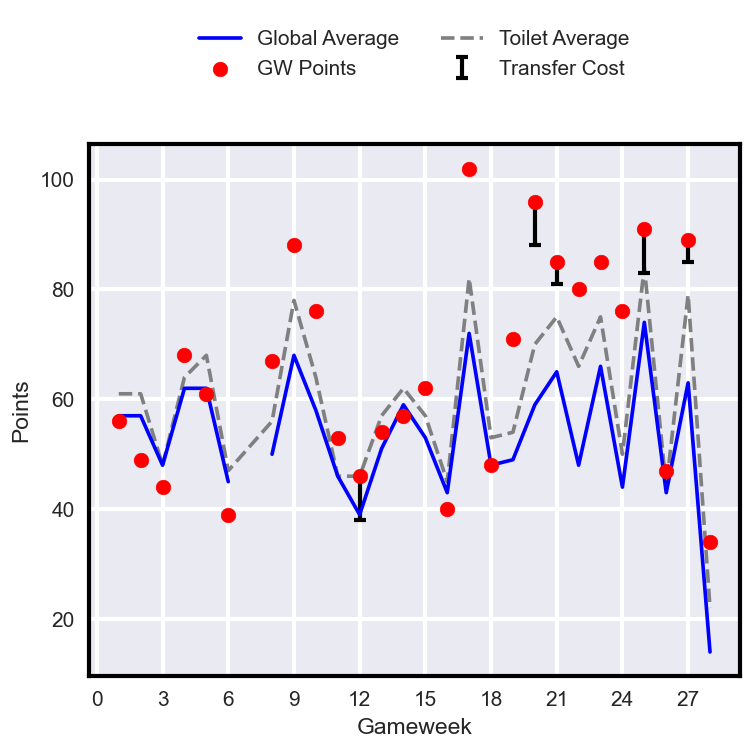 Global Average
Toilet Average
GW Points
Transfer Cost
100
80
60
40
20
Points
0 3 6 9 12 15 18 21 24 27
Gameweek